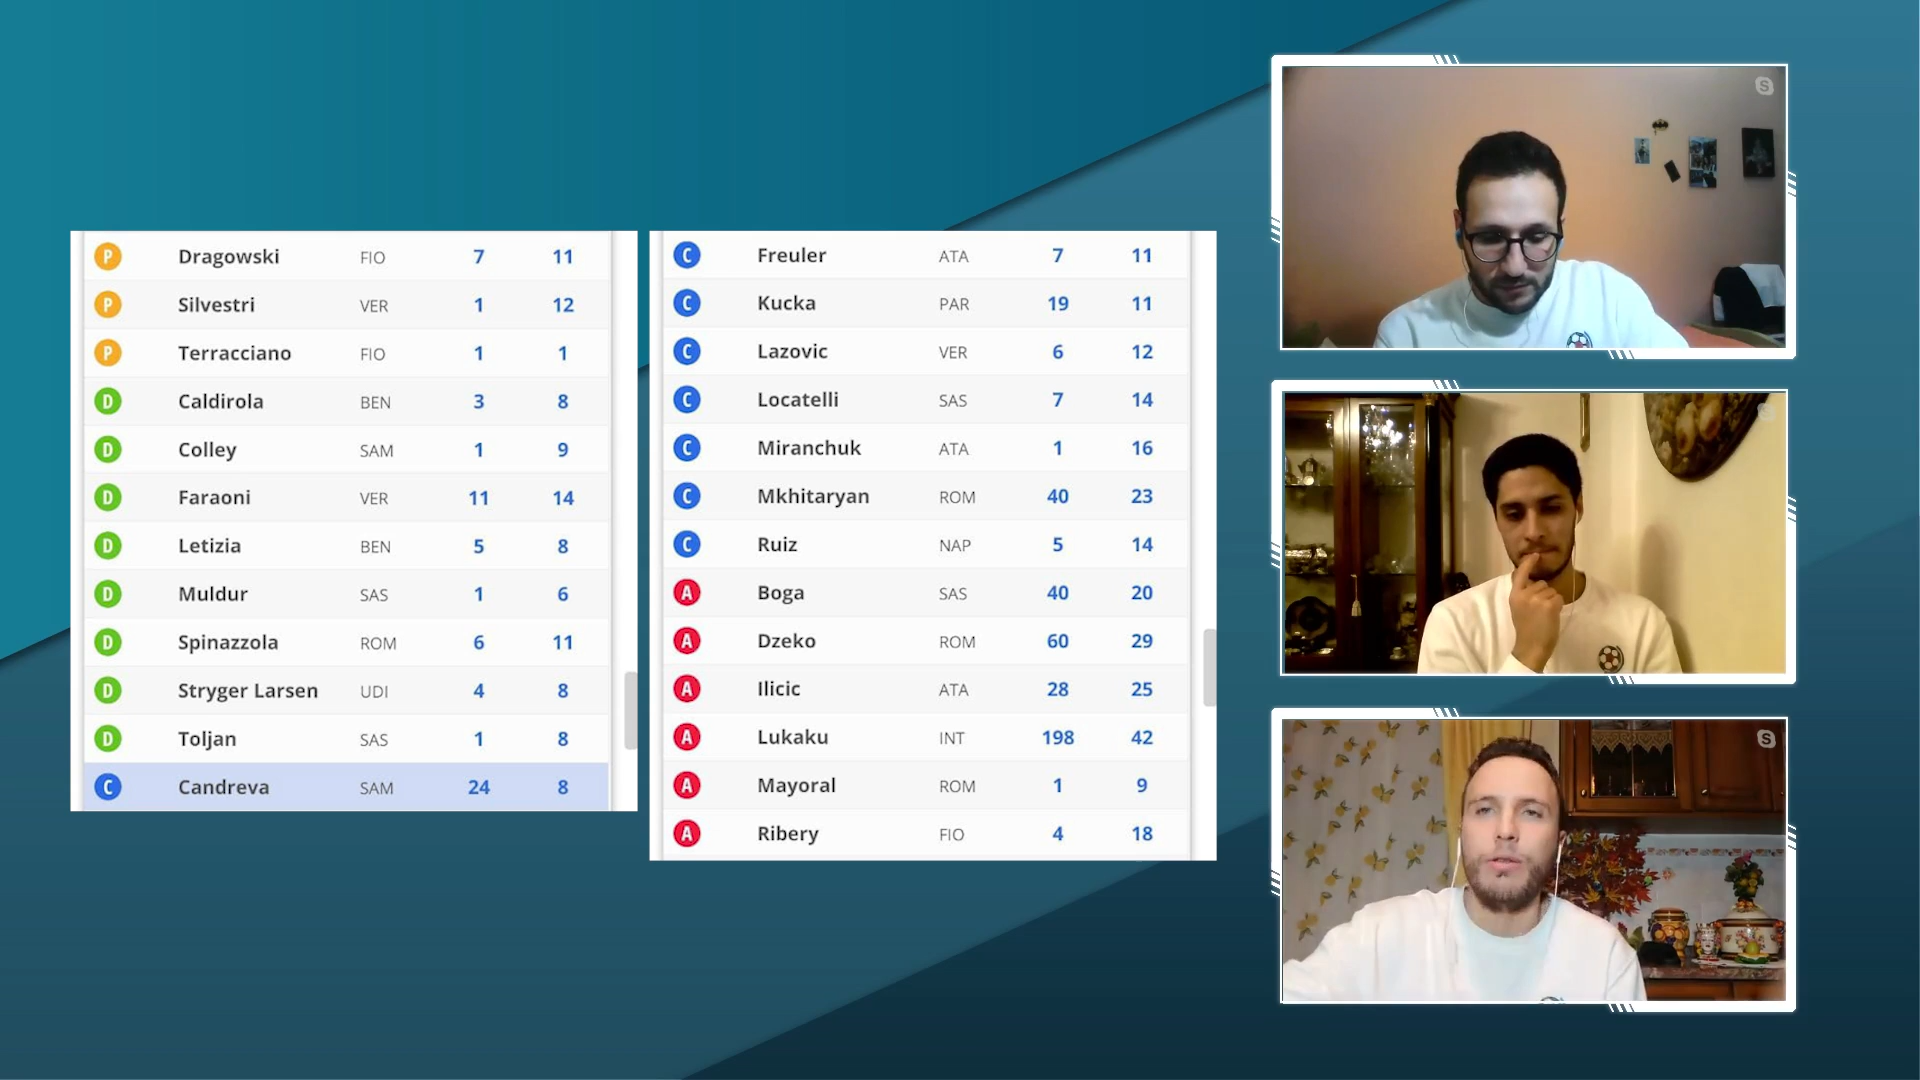 P Dragowski FIO 7 11
P Silvestri VER 1 12
P Terracciano FIO 1 1
D Caldirola BEN 3 8
D Colley SAM 1 9
D Faraoni VER 11 14
D Letizia BEN 5 8
D Muldur SAS 1 6
D Spinazzola ROM 6 11
D Stryger Larsen UDI 4 8
D Toljan SAS 1 8
C Candreva SAM 24 8
C Freuler ATA 7 11
C Kucka PAR 19 11
C Lazovic VER 6 12
C Locatelli SAS 7 14
C Miranchuk ATA 1 16
C Mkhitaryan ROM 40 23
C Ruiz NAP 5 14
A Boga SAS 40 20
A Dzeko ROM 60 29
A Ilicic ATA 28 25
A Lukaku INT 198 42
A Mayoral ROM 1 9
A Ribery FIO 4 18
S
S